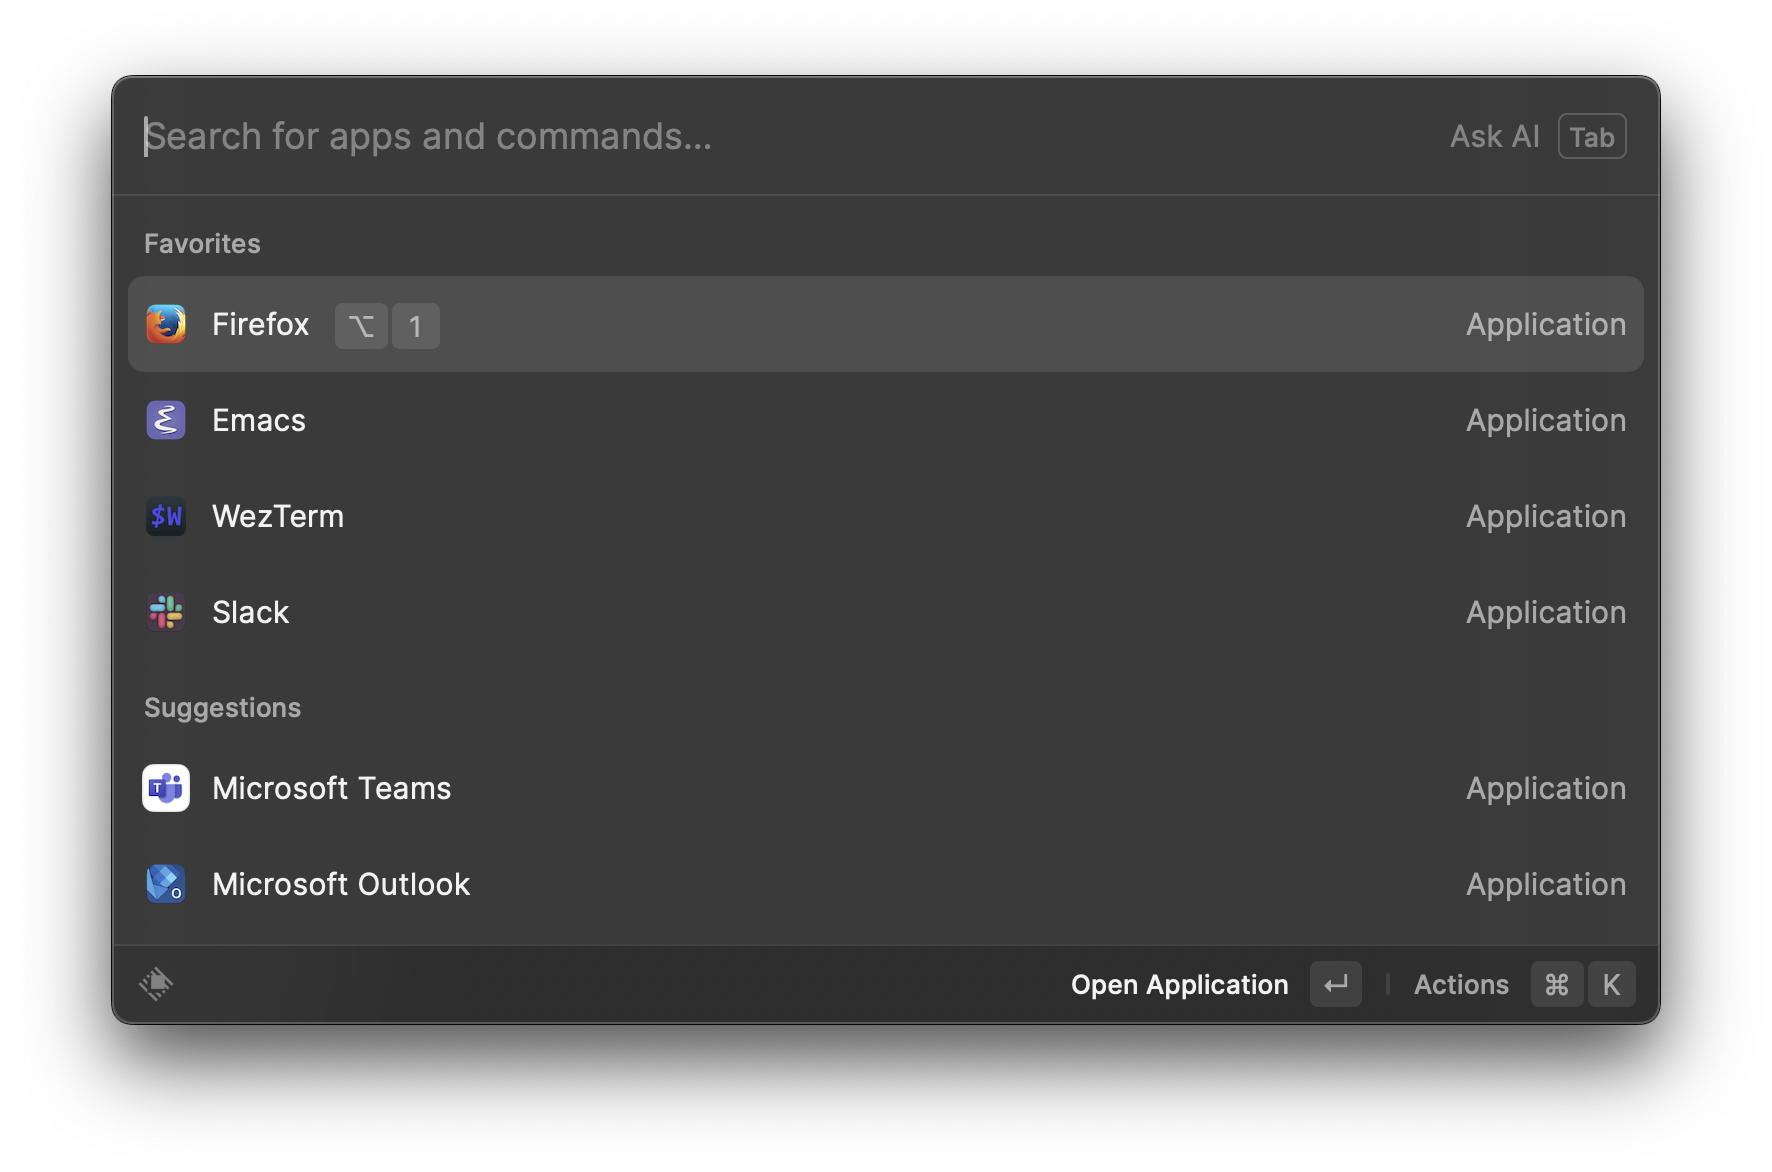 Search for apps and commands...
Ask AI Tab
Favorites
Firefox ⌥ 1 Application
Emacs Application
$W WezTerm Application
Slack Application
Suggestions
T Microsoft Teams Application
O Microsoft Outlook Application
Open Application ↵ Actions ⌘ K